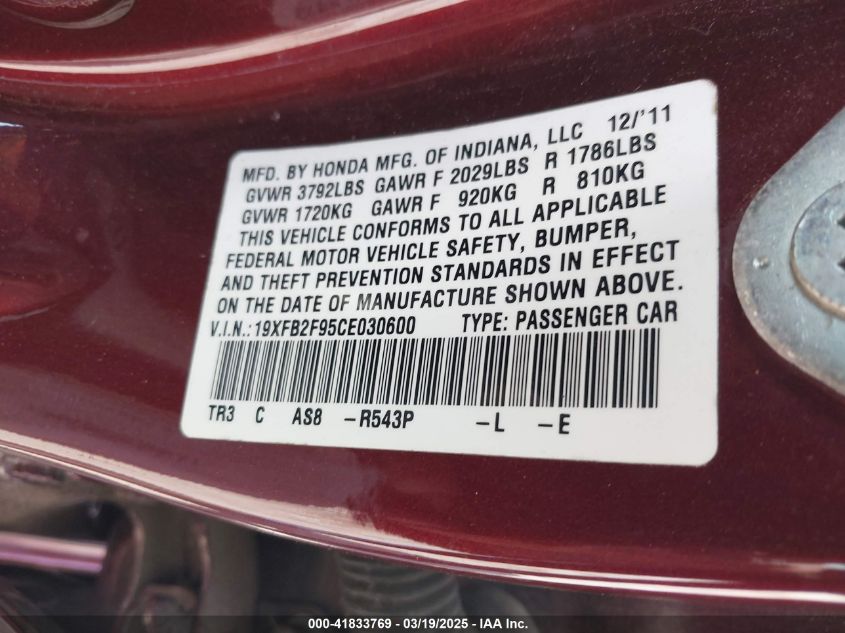 MFD. BY HONDA MFG. OF INDIANA, LLC 12/'11
GVWR 3792LBS GAWR F 2029LBS R 1786LBS
GVWR 1720KG GAWR F 920KG R 810KG
THIS VEHICLE CONFORMS TO ALL APPLICABLE
FEDERAL MOTOR VEHICLE SAFETY, BUMPER,
AND THEFT PREVENTION STANDARDS IN EFFECT
ON THE DATE OF MANUFACTURE SHOWN ABOVE.
V.I.N.:19XFB2F95CE030600 TYPE: PASSENGER CAR
TR3 C AS8 -R543P -L -E
000-41833769 - 03/19/2025 - IAA Inc.